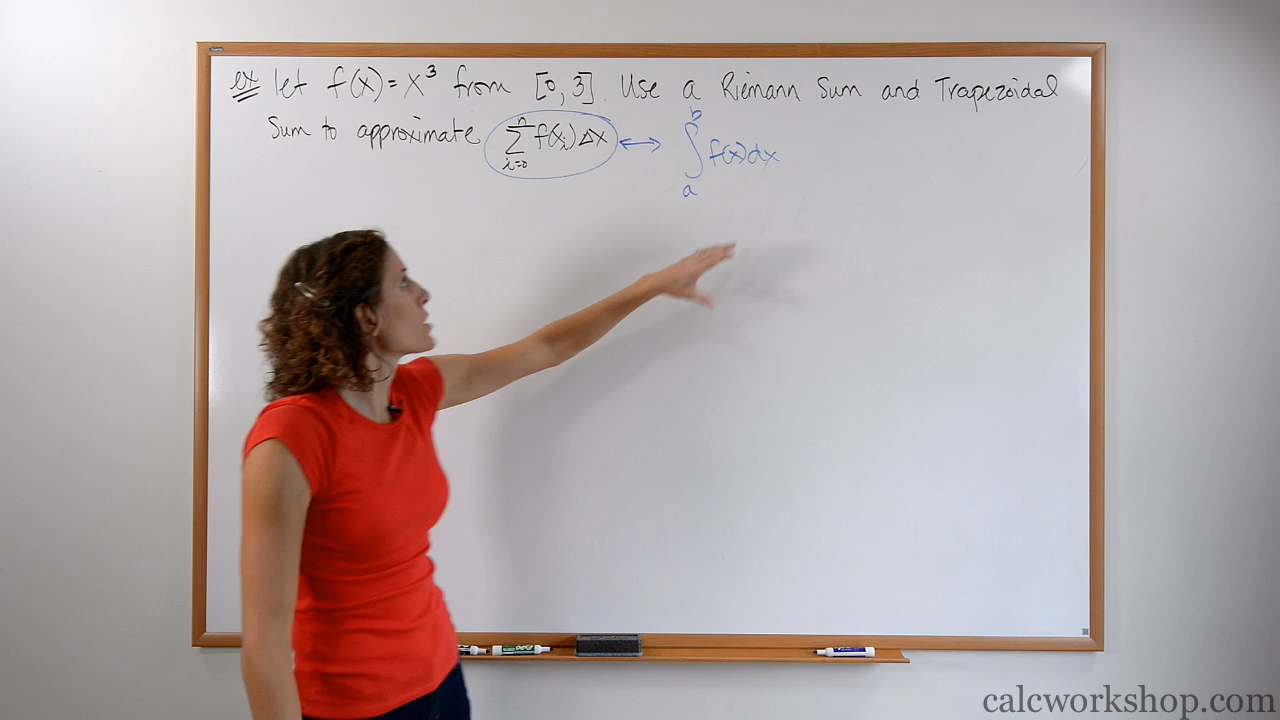 ex let f(x)=x³ from [0,3]. Use a Riemann Sum and Trapezoidal
Sum to approximate n∑i=0 f(xᵢ)Δx ↔ b∫a f(x)dx
calcworkshop.com